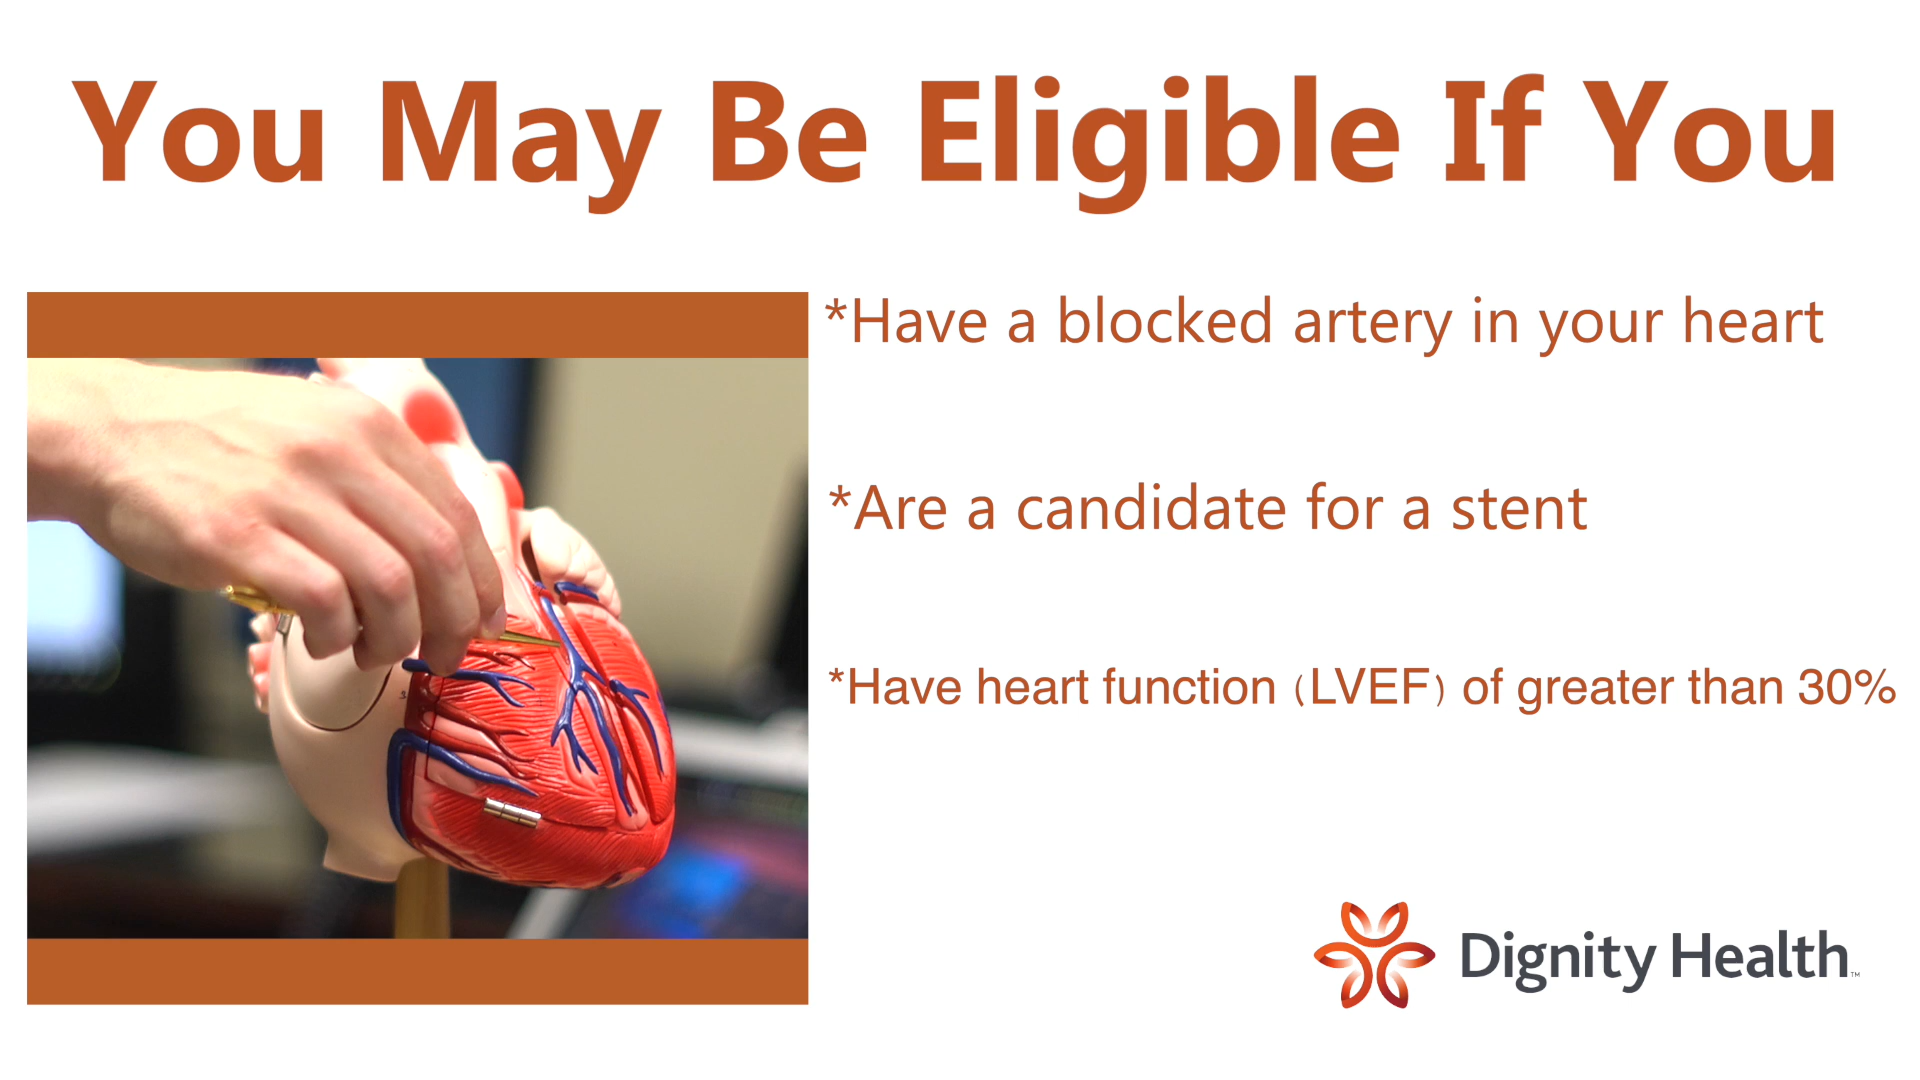 You May Be Eligible If You
*Have a blocked artery in your heart
*Are a candidate for a stent
*Have heart function (LVEF) of greater than 30%
Dignity Health™